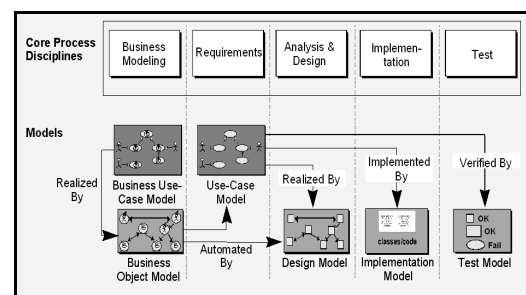 Core Process
Disciplines
Business
Modeling
Requirements
Analysis &
Design
Implemen-
tation
Test
Models
Realized
By
Business Use-
Case Model
Use-Case
Model
Realized By
Implemented
By
Verified By
Business
Object Model
Automated
By
Design Model
classes/code
Implementation
Model
OK
OK
Fail
Test Model